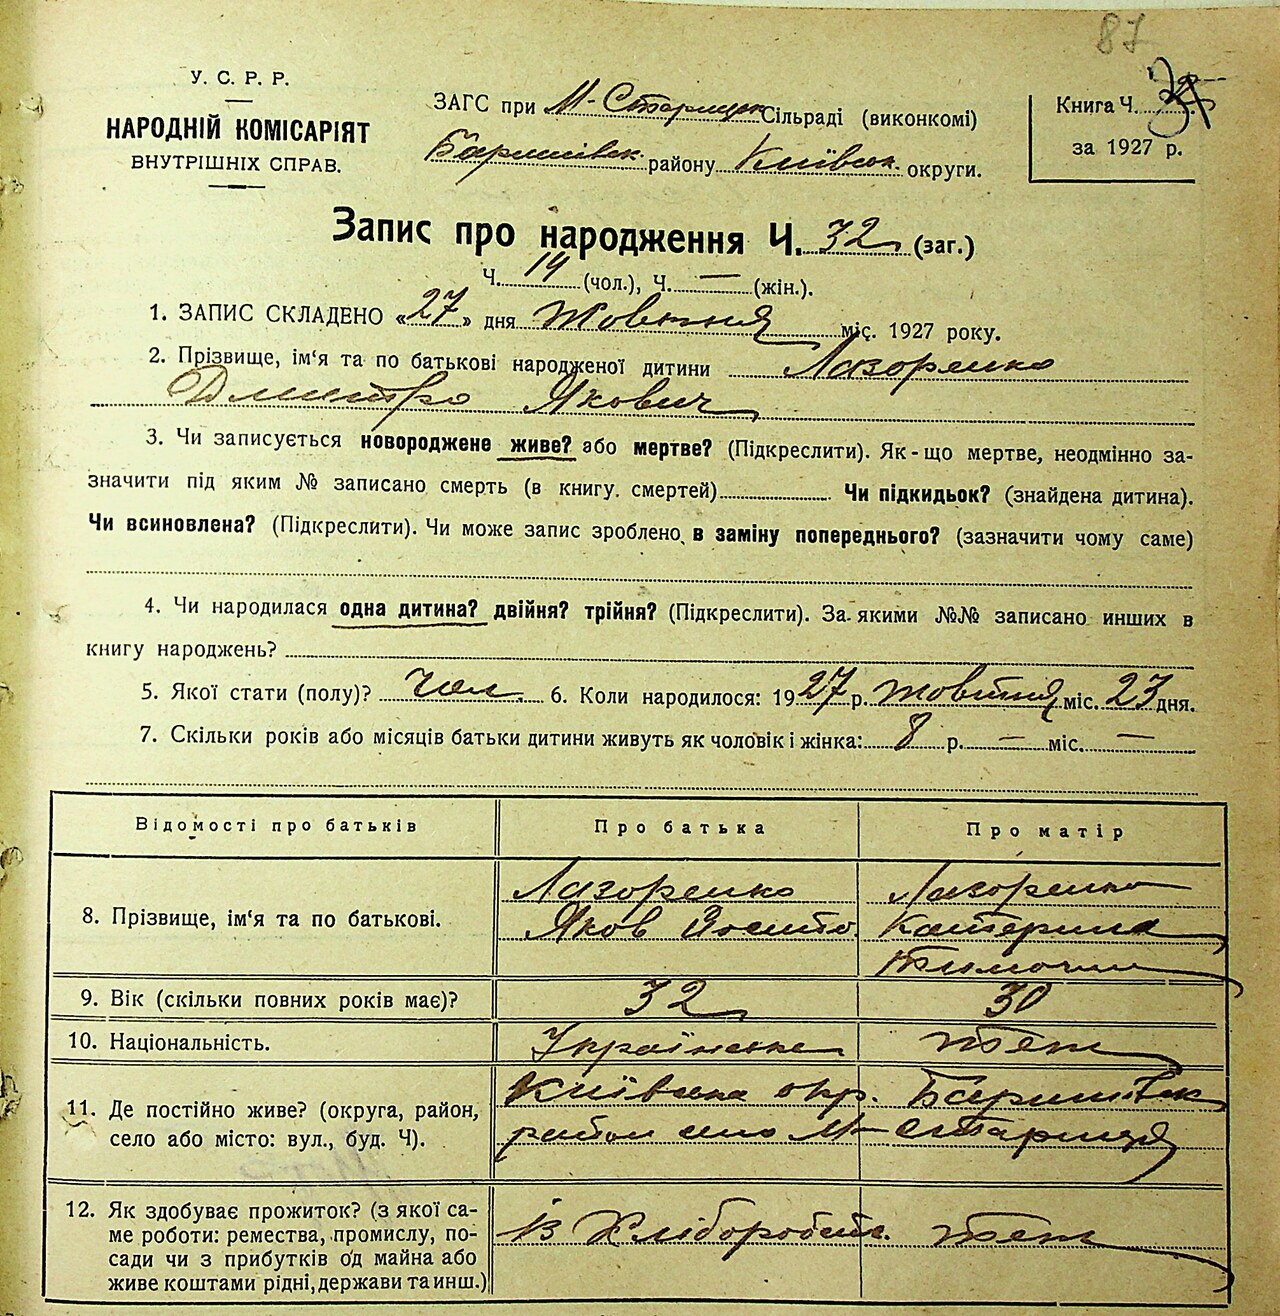 87
У. С. Р. Р.
НАРОДНІЙ КОМІСАРІЯТ
ВНУТРІШНІХ СПРАВ.
ЗАГС при М-Старицьк Сільраді (виконкомі)
Баришівськ. району Київськ. округи.
Книга Ч.
за 1927 р.
Запис про народження Ч. 32 (заг.)
Ч. 14 (чол.), Ч. — (жін.).
1. ЗАПИС СКЛАДЕНО «27» дня Жовтня міс. 1927 року.
2. Прізвище, ім‘я та по батькові народженої дитини Лазоренко
Дмитро Якович
3. Чи записується новороджене живе? або мертве? (Підкреслити). Як-що мертве, неодмінно за-
значити під яким № записано смерть (в книгу. смертей) Чи підкидьок? (знайдена дитина).
Чи всиновлена? (Підкреслити). Чи може запис зроблено в заміну попереднього? (зазначити чому саме)
4. Чи народилася одна дитина? двійня? трійня? (Підкреслити). За якими №№ записано инших в
книгу народжень?
5. Якої стати (полу)? Чол. 6. Коли народилося: 1927 р. жовтня міс. 23 дня.
7. Скільки років або місяців батьки дитини живуть як чоловік і жінка: 8 р. — міс. —
Відомості про батьків Про батька Про матір
8. Прізвище, ім‘я та по батькові. Лазоренко Яков Лазоренко Катерина
9. Вік (скільки повних років має)? 32 30
10. Національність. Українська теж
11. Де постійно живе? (округа, район, Київська окр. Баришівськ
село або місто: вул., буд. Ч). район село М-Стариця
12. Як здобуває прожиток? (з якої са-
ме роботи: ремества, промислу, по- із Хліборобств. теж
сади чи з прибутків од майна або
живе коштами рідні, держави та инш.)